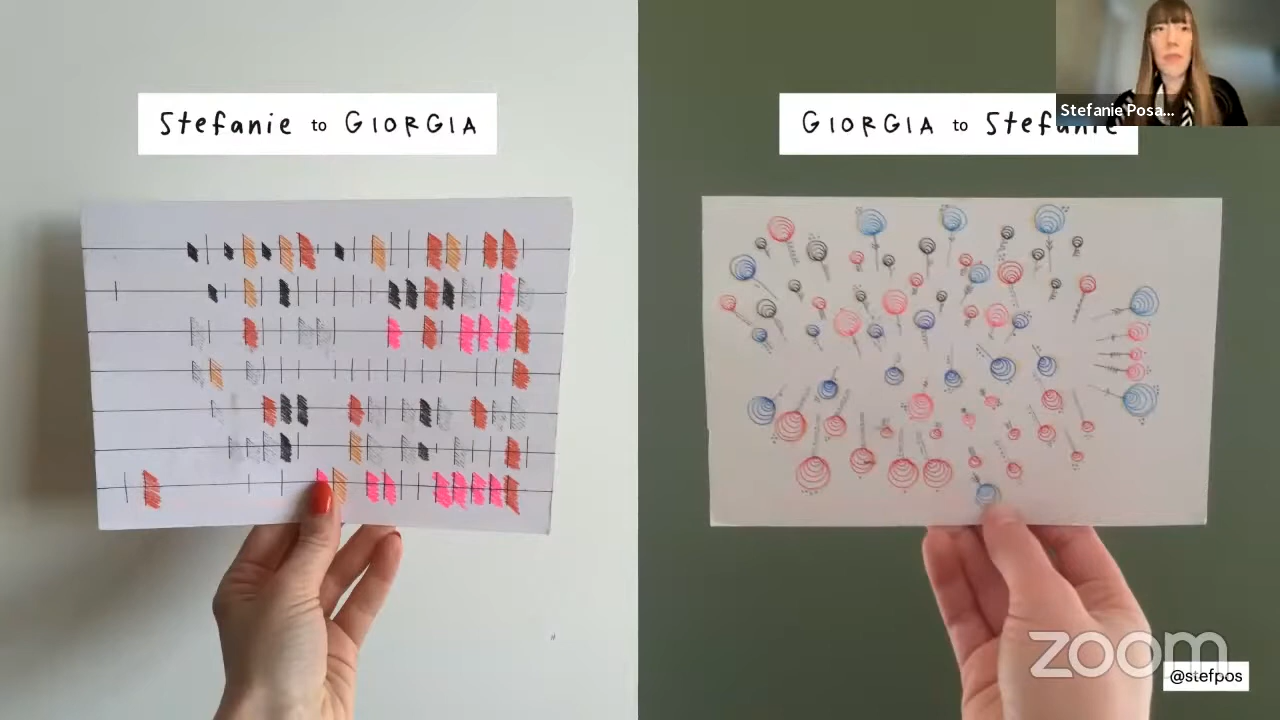 Stefanie to GIORGIA
GIORGIA to Stefanie
Stefanie Posa...
zoom
@stefpos